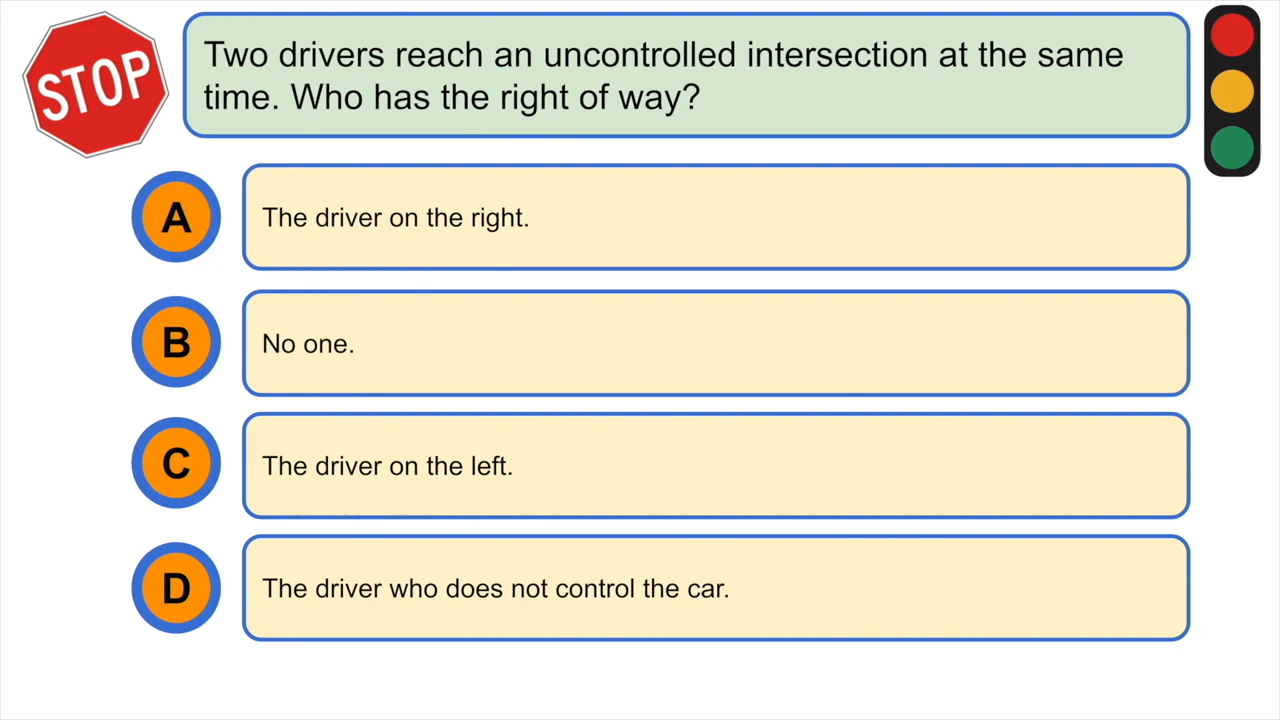 STOP
Two drivers reach an uncontrolled intersection at the same
time. Who has the right of way?
A
The driver on the right.
B
No one.
C
The driver on the left.
D
The driver who does not control the car.